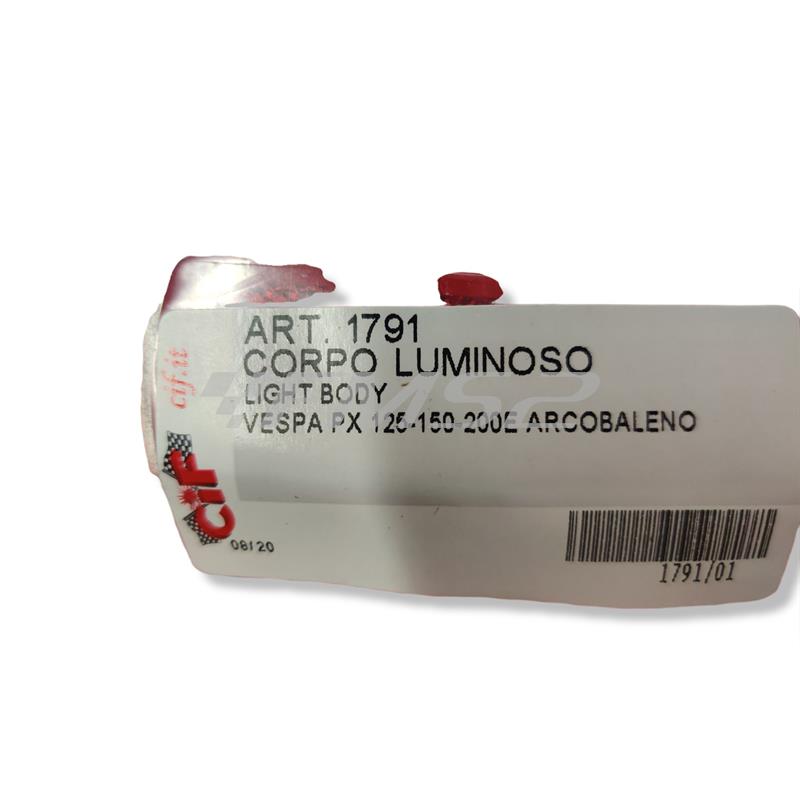 ART. 1791
CORPO LUMINOSO
LIGHT BODY
VESPA PX 125-150-200E ARCOBALENO
cif.it
CIF
08/20
1791/01